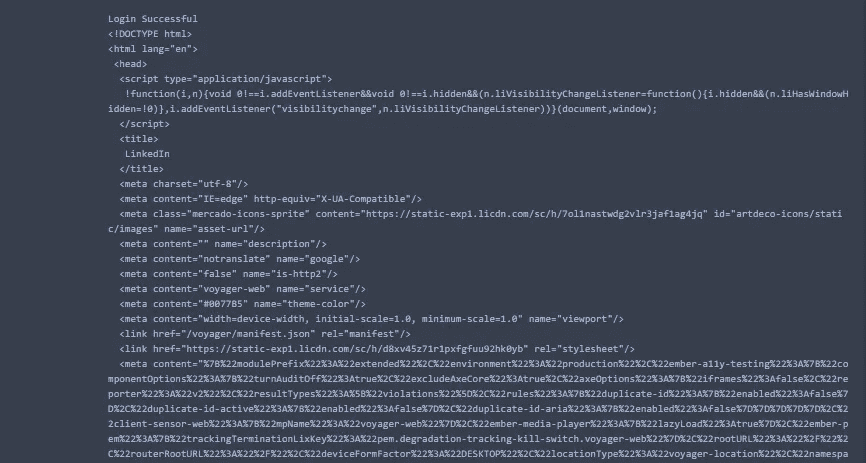 Login Successful
<!DOCTYPE html>
<html lang="en">
<head>
<script type="application/javascript">
!function(i,n){void 0!==i.addEventListener&&void 0!==i.hidden&&(n.liVisibilityChangeListener=function(){i.hidden&&(n.liHasWindowH
idden=!0)},i.addEventListener("visibilitychange",n.liVisibilityChangeListener))}(document,window);
</script>
<title>
LinkedIn
</title>
<meta charset="utf-8"/>
<meta content="IE=edge" http-equiv="X-UA-Compatible"/>
<meta class="mercado-icons-sprite" content="https://static-exp1.licdn.com/sc/h/7ol1nastwdg2vlr3jaf1ag4jq" id="artdeco-icons/stati
c/images" name="asset-url"/>
<meta content="" name="description"/>
<meta content="notranslate" name="google"/>
<meta content="false" name="is-http2"/>
<meta content="voyager-web" name="service"/>
<meta content="#0077B5" name="theme-color"/>
<meta content="width=device-width, initial-scale=1.0, minimum-scale=1.0" name="viewport"/>
<link href="/voyager/manifest.json" rel="manifest"/>
<link href="https://static-exp1.licdn.com/sc/h/d8xv45z71r1pxfgfuu92hk0yb" rel="stylesheet"/>
<meta content="%7B%22modulePrefix%22%3A%22extended%22%2C%22environment%22%3A%22production%22%2C%22ember-a11y-testing%22%3A%7B%22co
mponentOptions%22%3A%7B%22turnAuditOff%22%3Atrue%2C%22excludeAxeCore%22%3Atrue%2C%22axeOptions%22%3A%7B%22iframes%22%3Afalse%2C%22re
porter%22%3A%22v2%22%2C%22resultTypes%22%3A%5B%22violations%22%5D%2C%22rules%22%3A%7B%22duplicate-id%22%3A%7B%22enabled%22%3Afalse%7
D%2C%22duplicate-id-active%22%3A%7B%22enabled%22%3Afalse%7D%2C%22duplicate-id-aria%22%3A%7B%22enabled%22%3Afalse%7D%7D%7D%7D%7D%2C%2
2client-sensor-web%22%3A%7B%22mpName%22%3A%22voyager-web%22%7D%2C%22ember-media-player%22%3A%7B%22lazyLoad%22%3Atrue%7D%2C%22ember-p
em%22%3A%7B%22trackingTerminationLixKey%22%3A%22pem.degradation-tracking-kill-switch.voyager-web%22%7D%2C%22rootURL%22%3A%22%2F%22%2
C%22routerRootURL%22%3A%22%2F%22%2C%22deviceFormFactor%22%3A%22DESKTOP%22%2C%22locationType%22%3A%22voyager-location%22%2C%22namespa